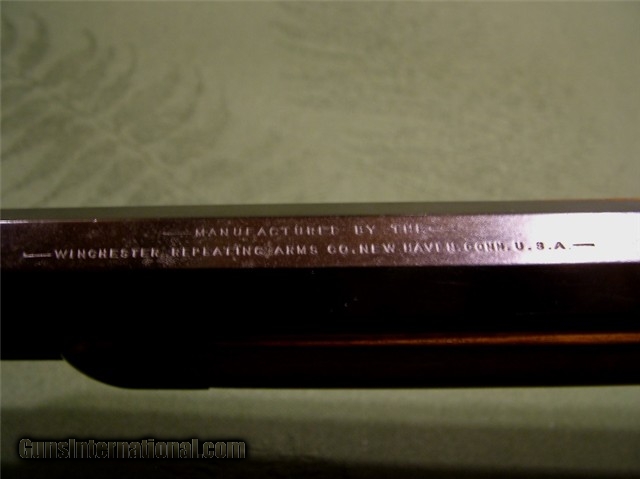 — MANUFACTURED BY THE —
— WINCHESTER REPEATING ARMS CO. NEW HAVEN. CONN. U.S.A. —
GunsInternational.com